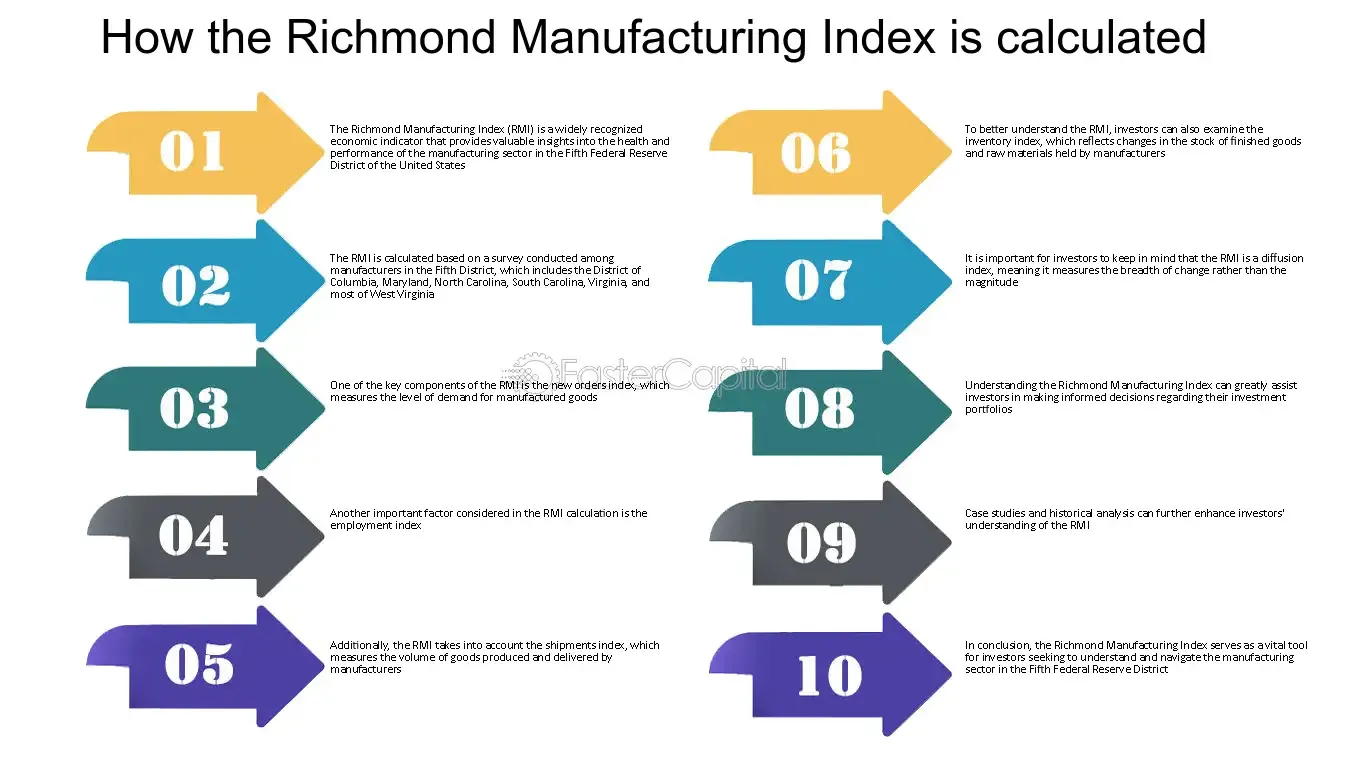 How the Richmond Manufacturing Index is calculated
01
The Richmond Manufacturing Index (RMI) is a widely recognized
economic indicator that provides valuable insights into the health and
performance of the manufacturing sector in the Fifth Federal Reserve
District of the United States
02
The RMI is calculated based on a survey conducted among
manufacturers in the Fifth District, which includes the District of
Columbia, Maryland, North Carolina, South Carolina, Virginia, and
most of West Virginia
03
One of the key components of the RMI is the new orders index, which
measures the level of demand for manufactured goods
04
Another important factor considered in the RMI calculation is the
employment index
05
Additionally, the RMI takes into account the shipments index, which
measures the volume of goods produced and delivered by
manufacturers
06
To better understand the RMI, investors can also examine the
inventory index, which reflects changes in the stock of finished goods
and raw materials held by manufacturers
07
It is important for investors to keep in mind that the RMI is a diffusion
index, meaning it measures the breadth of change rather than the
magnitude
08
Understanding the Richmond Manufacturing Index can greatly assist
investors in making informed decisions regarding their investment
portfolios
09
Case studies and historical analysis can further enhance investors'
understanding of the RMI
10
In conclusion, the Richmond Manufacturing Index serves as a vital tool
for investors seeking to understand and navigate the manufacturing
sector in the Fifth Federal Reserve District
FasterCapital